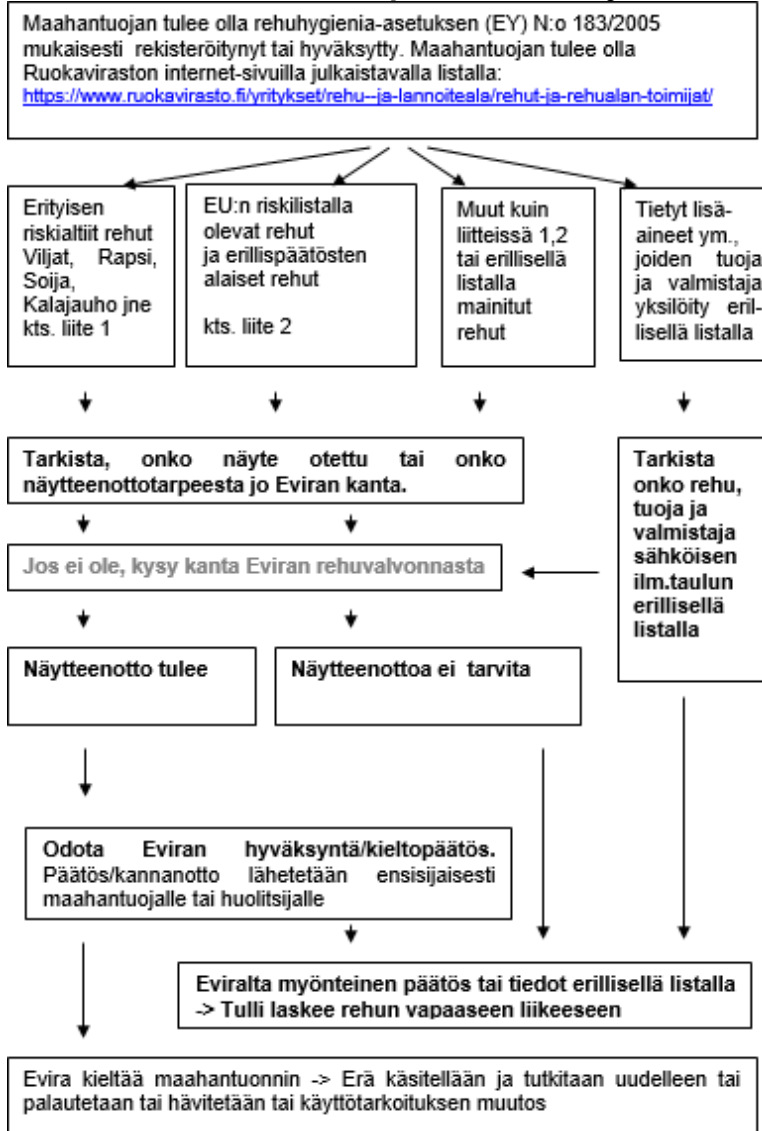 Maahantuojan tulee olla rehuhygienia-asetuksen (EY) N:o 183/2005
mukaisesti rekisteröitynyt tai hyväksytty. Maahantuojan tulee olla
Ruokaviraston internet-sivuilla julkaistavalla listalla:
https://www.ruokavirasto.fi/yritykset/rehu--ja-lannoiteala/rehut-ja-rehualan-toimijat/
Erityisen
riskialtiit rehut
Viljat, Rapsi,
Soija,
Kalajauho jne
kts. liite 1
EU:n riskilistalla
olevat rehut
ja erillispäätösten
alaiset rehut
kts. liite 2
Muut kuin
liitteissä 1,2
tai erillisellä
listalla
mainitut
rehut
Tietyt lisä-
aineet ym.,
joiden tuoja
ja valmistaja
yksilöity eril-
lisellä listalla
Tarkista, onko näyte otettu tai onko
näytteenottotarpeesta jo Eviran kanta.
Tarkista
onko rehu,
tuoja ja
valmistaja
sähköisen
ilm.taulun
erillisellä
listalla
Jos ei ole, kysy kanta Eviran rehuvalvonnasta
Näytteenotto tulee
Näytteenottoa ei tarvita
Odota Eviran hyväksyntä/kieltopäätös.
Päätös/kannanotto lähetetään ensisijaisesti
maahantuojalle tai huolitsijalle
Eviralta myönteinen päätös tai tiedot erillisellä listalla
-> Tulli laskee rehun vapaaseen liikeeseen
Evira kieltää maahantuonnin -> Erä käsitellään ja tutkitaan uudelleen tai
palautetaan tai hävitetään tai käyttötarkoituksen muutos